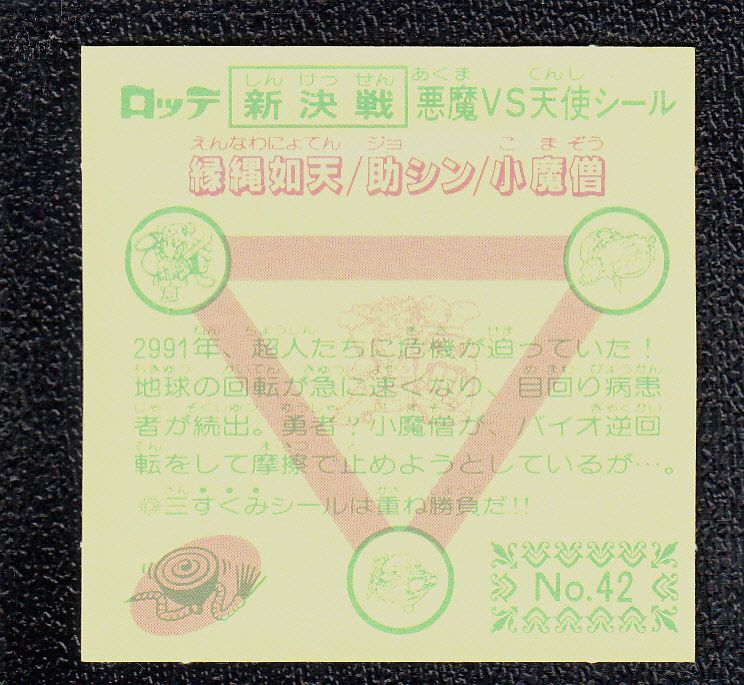 しんけっせん あくま てんし
ロッテ 新決戦 悪魔VS天使シール
えんなわにょてん ジョ こまぞう
縁縄如天/助シン/小魔僧
2991年、超人たちに危機が迫っていた!
地球の回転が急に速くなり、目回り病患
者が続出。勇者?小魔僧が、バイオ逆回
転をして摩擦で止めようとしているが…。
三すくみシールは重ね勝負だ!!
No.42